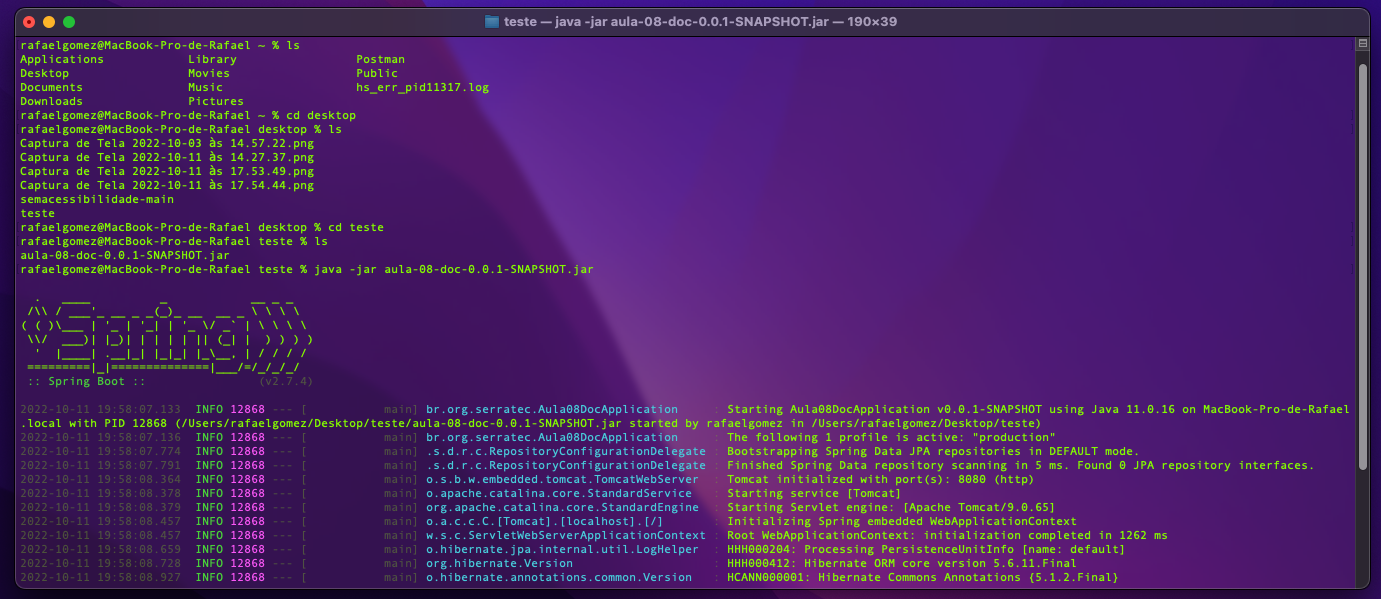 teste — java -jar aula-08-doc-0.0.1-SNAPSHOT.jar — 190×39
rafaelgomez@MacBook-Pro-de-Rafael ~ % ls
Applications Library Postman
Desktop Movies Public
Documents Music hs_err_pid11317.log
Downloads Pictures
rafaelgomez@MacBook-Pro-de-Rafael ~ % cd desktop
rafaelgomez@MacBook-Pro-de-Rafael desktop % ls
Captura de Tela 2022-10-03 às 14.57.22.png
Captura de Tela 2022-10-11 às 14.27.37.png
Captura de Tela 2022-10-11 às 17.53.49.png
Captura de Tela 2022-10-11 às 17.54.44.png
semacessibilidade-main
teste
rafaelgomez@MacBook-Pro-de-Rafael desktop % cd teste
rafaelgomez@MacBook-Pro-de-Rafael teste % ls
aula-08-doc-0.0.1-SNAPSHOT.jar
rafaelgomez@MacBook-Pro-de-Rafael teste % java -jar aula-08-doc-0.0.1-SNAPSHOT.jar
  .   ____          _            __ _ _
 /\\ / ___'_ __ _ _(_)_ __  __ _ \ \ \ \
( ( )\___ | '_ | '_| | '_ \/ _` | \ \ \ \
 \\/  ___)| |_)| | | | | || (_| |  ) ) ) )
  '  |____| .__|_| |_|_| |_\__, | / / / /
 =========|_|==============|___/=/_/_/_/
 :: Spring Boot ::                (v2.7.4)
2022-10-11 19:58:07.133 INFO 12868 --- [ main] br.org.serratec.Aula08DocApplication : Starting Aula08DocApplication v0.0.1-SNAPSHOT using Java 11.0.16 on MacBook-Pro-de-Rafael
.local with PID 12868 (/Users/rafaelgomez/Desktop/teste/aula-08-doc-0.0.1-SNAPSHOT.jar started by rafaelgomez in /Users/rafaelgomez/Desktop/teste)
2022-10-11 19:58:07.136 INFO 12868 --- [ main] br.org.serratec.Aula08DocApplication : The following 1 profile is active: "production"
2022-10-11 19:58:07.774 INFO 12868 --- [ main] .s.d.r.c.RepositoryConfigurationDelegate : Bootstrapping Spring Data JPA repositories in DEFAULT mode.
2022-10-11 19:58:07.791 INFO 12868 --- [ main] .s.d.r.c.RepositoryConfigurationDelegate : Finished Spring Data repository scanning in 5 ms. Found 0 JPA repository interfaces.
2022-10-11 19:58:08.364 INFO 12868 --- [ main] o.s.b.w.embedded.tomcat.TomcatWebServer : Tomcat initialized with port(s): 8080 (http)
2022-10-11 19:58:08.378 INFO 12868 --- [ main] o.apache.catalina.core.StandardService : Starting service [Tomcat]
2022-10-11 19:58:08.379 INFO 12868 --- [ main] org.apache.catalina.core.StandardEngine : Starting Servlet engine: [Apache Tomcat/9.0.65]
2022-10-11 19:58:08.457 INFO 12868 --- [ main] o.a.c.c.C.[Tomcat].[localhost].[/] : Initializing Spring embedded WebApplicationContext
2022-10-11 19:58:08.457 INFO 12868 --- [ main] w.s.c.ServletWebServerApplicationContext : Root WebApplicationContext: initialization completed in 1262 ms
2022-10-11 19:58:08.659 INFO 12868 --- [ main] o.hibernate.jpa.internal.util.LogHelper : HHH000204: Processing PersistenceUnitInfo [name: default]
2022-10-11 19:58:08.728 INFO 12868 --- [ main] org.hibernate.Version : HHH000412: Hibernate ORM core version 5.6.11.Final
2022-10-11 19:58:08.927 INFO 12868 --- [ main] o.hibernate.annotations.common.Version : HCANN000001: Hibernate Commons Annotations {5.1.2.Final}